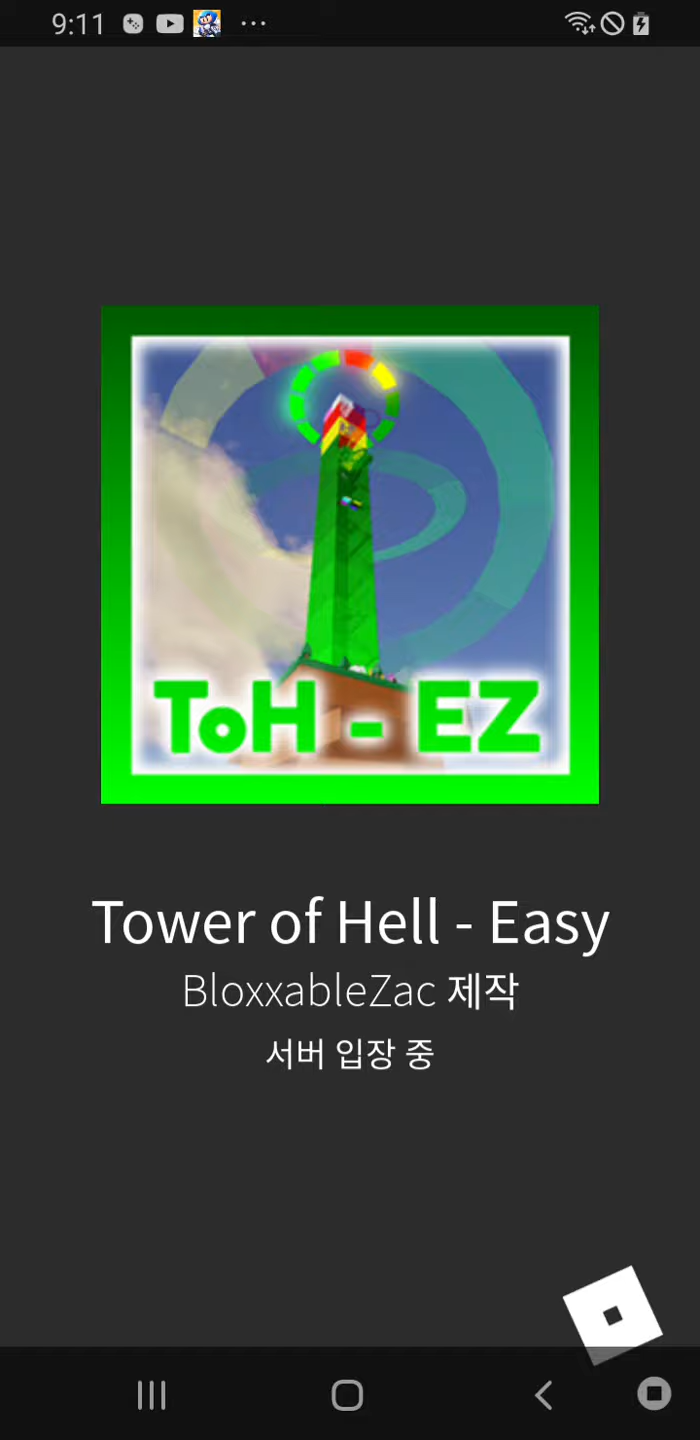 9:11
ToH - EZ
Tower of Hell - Easy
BloxxableZac 제작
서버 입장 중